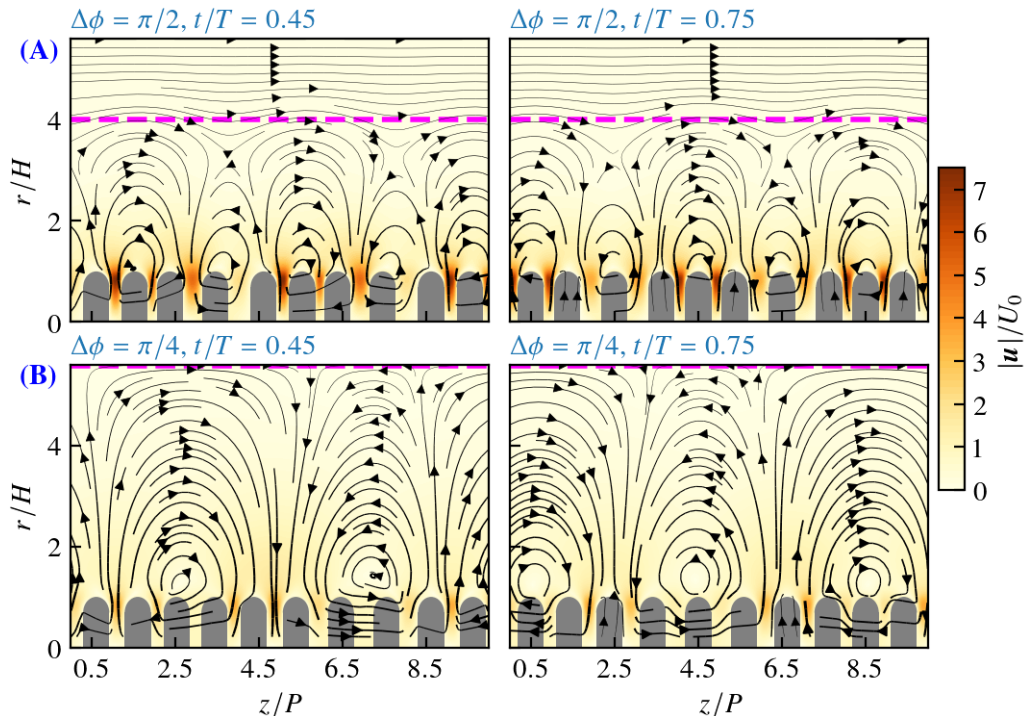 Δϕ = π/2, t/T = 0.45
Δϕ = π/2, t/T = 0.75
(A)
4
2
0
r/H
Δϕ = π/4, t/T = 0.45
Δϕ = π/4, t/T = 0.75
(B)
4
2
0
r/H
0.5 2.5 4.5 6.5 8.5
0.5 2.5 4.5 6.5 8.5
z/P
z/P
7
6
5
4
3
2
1
0
|u|/U₀